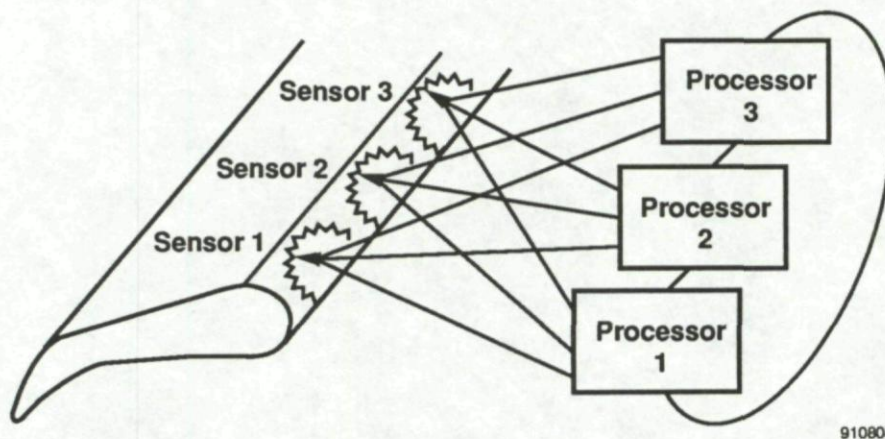 Sensor 3
Sensor 2
Sensor 1
Processor
3
Processor
2
Processor
1
91080